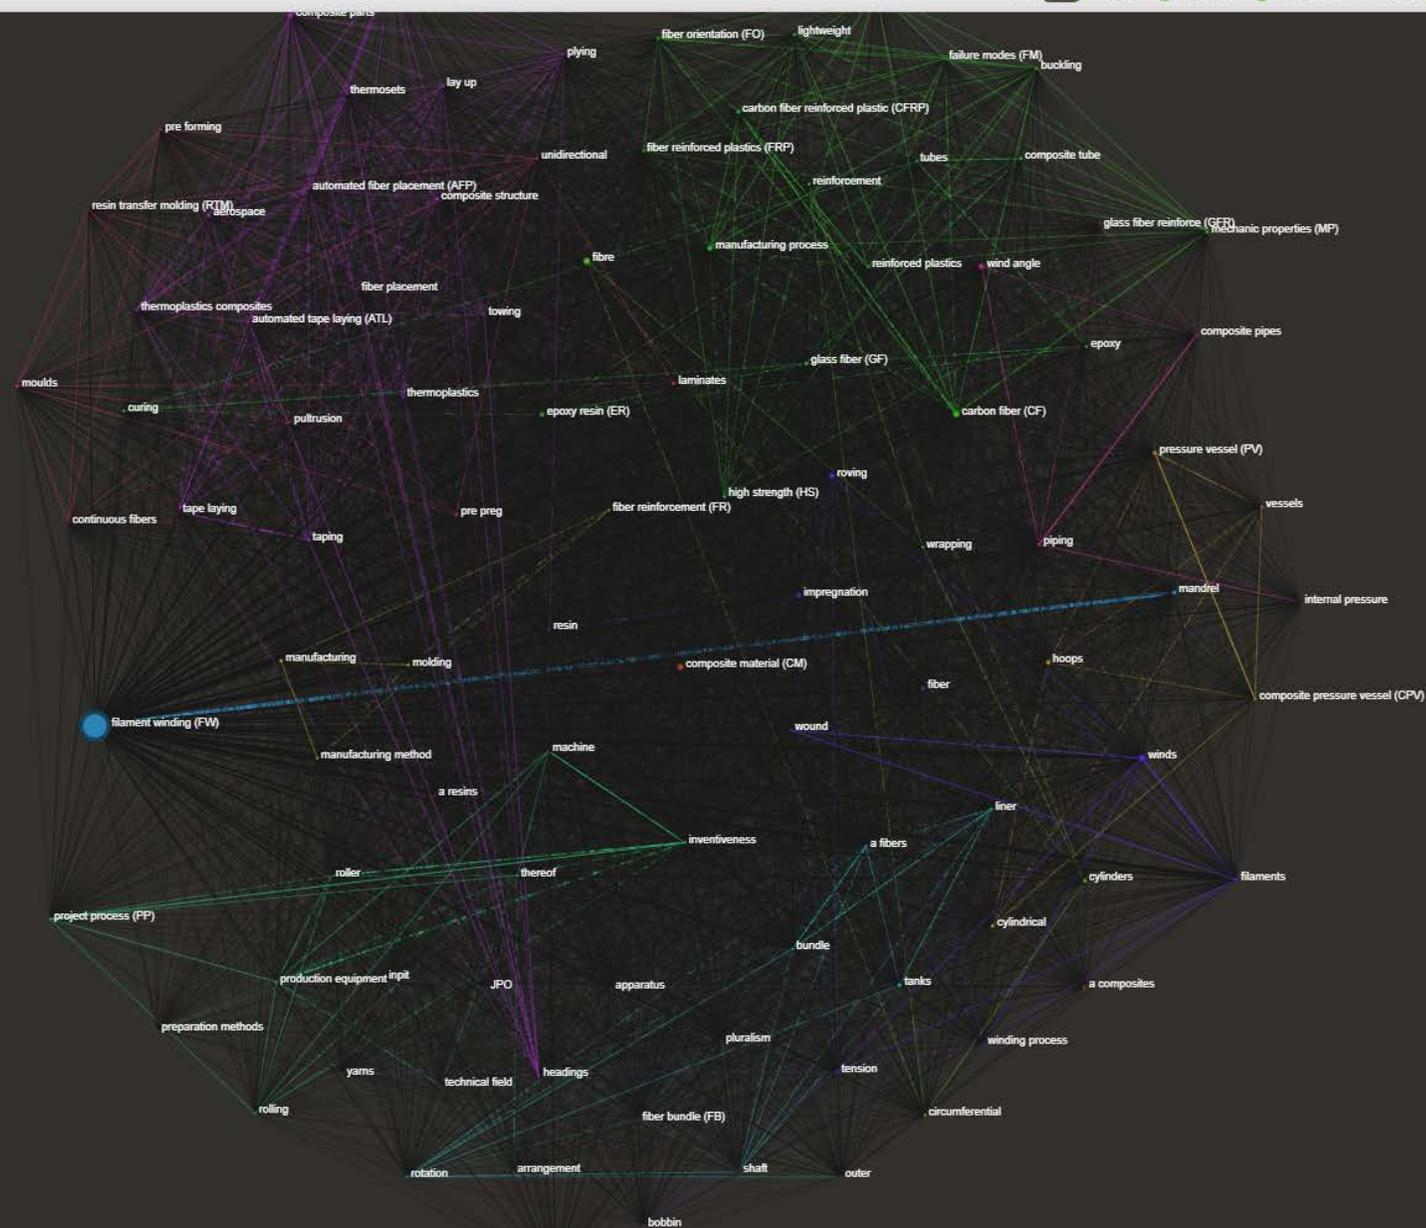 composite parts
lightweight
fiber orientation (FO)
plying
failure modes (FM)
buckling
lay up
thermosets
carbon fiber reinforced plastic (CFRP)
pre forming
fiber reinforced plastics (FRP)
unidirectional
composite tube
tubes
reinforcement
automated fiber placement (AFP)
composite structure
resin transfer molding (RTM)
aerospace
glass fiber reinforce (GFR)
mechanic properties (MP)
manufacturing process
fibre
reinforced plastics
wind angle
fiber placement
thermoplastics composites
towing
automated tape laying (ATL)
composite pipes
epoxy
glass fiber (GF)
laminates
moulds
thermoplastics
curing
epoxy resin (ER)
carbon fiber (CF)
pultrusion
pressure vessel (PV)
roving
high strength (HS)
vessels
fiber reinforcement (FR)
tape laying
pre preg
continuous fibers
taping
piping
wrapping
mandrel
impregnation
internal pressure
resin
manufacturing
hoops
molding
composite material (CM)
fiber
composite pressure vessel (CPV)
filament winding (FW)
wound
machine
manufacturing method
winds
a resins
liner
inventiveness
a fibers
roller
thereof
cylinders
filaments
project process (PP)
cylindrical
bundle
production equipment
inpit
tanks
JPO
apparatus
a composites
preparation methods
pluralism
winding process
tension
yarns
headings
technical field
rolling
circumferential
fiber bundle (FB)
arrangement
shaft
rotation
outer
bobbin